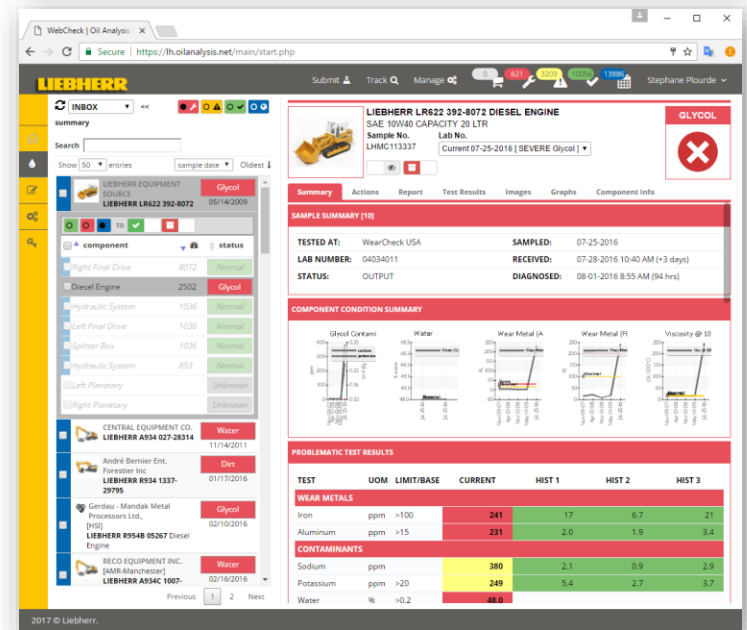 WebCheck | Oil Analysis
Secure | https://lh.oilanalysis.net/main/start.php
LIEBHERR
Submit Track Manage 0 621 3209 10056 13886 Stephane Plourde
INBOX <<
summary
Search
Show 50 entries sample date Oldest
LIEBHERR EQUIPMENT SOURCE
LIEBHERR LR622 392-8072
Glycol
05/14/2009
to
component status
Right Final Drive 8072 Normal
Diesel Engine 2502 Glycol
Hydraulic System 1036 Normal
Left Final Drive 1036 Normal
Splitter Box 1036 Normal
Hydraulic System 853 Normal
Left Planetary Unknown
Right Planetary Unknown
CENTRAL EQUIPMENT CO.
LIEBHERR A934 027-28314
Water
11/14/2011
André Bernier Ent.
Forestier Inc
LIEBHERR R934 1337-
29795
Dirt
01/17/2016
Gerdau - Mandak Metal
Processors Ltd.,
[HSI]
LIEBHERR R954B 05267 Diesel
Engine
Glycol
02/10/2016
RECO EQUIPMENT INC.
[AMR-Manchester]
LIEBHERR A934C 1007-
Water
02/16/2016
Previous 1 2 Next
LIEBHERR LR622 392-8072 DIESEL ENGINE
SAE 10W40 CAPACITY 20 LTR
Sample No. Lab No.
LHMC113337 Current 07-25-2016 [ SEVERE Glycol ]
GLYCOL
Summary Actions Report Test Results Images Graphs Component Info
SAMPLE SUMMARY [10]
TESTED AT: WearCheck USA SAMPLED: 07-25-2016
LAB NUMBER: 04034011 RECEIVED: 07-28-2016 10:40 AM (+3 days)
STATUS: OUTPUT DIAGNOSED: 08-01-2016 8:55 AM (94 hrs)
COMPONENT CONDITION SUMMARY
Glycol Contami Water Wear Metal (A Wear Metal (Fl Viscosity @ 10
PROBLEMATIC TEST RESULTS
TEST UOM LIMIT/BASE CURRENT HIST 1 HIST 2 HIST 3
WEAR METALS
Iron ppm >100 241 17 6.7 21
Aluminum ppm >15 231 2.0 1.9 3.4
CONTAMINANTS
Sodium ppm 380 2.1 0.9 2.9
Potassium ppm >20 249 5.4 2.7 3.7
Water % >0.2 48.0
2017 © Liebherr.